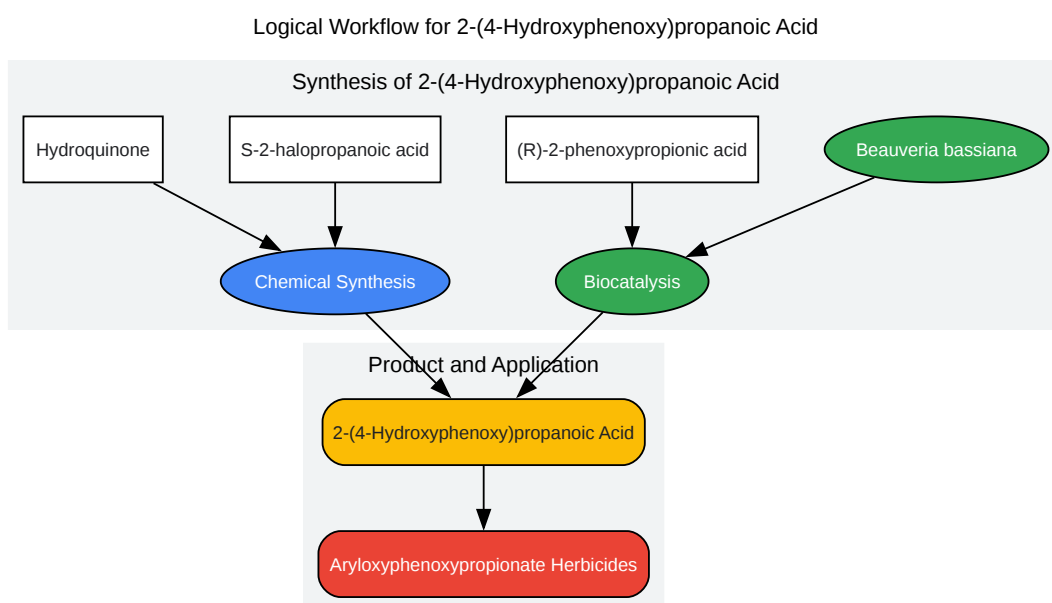 Logical Workflow for 2-(4-Hydroxyphenoxy)propanoic Acid
Synthesis of 2-(4-Hydroxyphenoxy)propanoic Acid
Hydroquinone
S-2-halopropanoic acid
(R)-2-phenoxypropionic acid
Beauveria bassiana
Chemical Synthesis
Biocatalysis
Product and Application
2-(4-Hydroxyphenoxy)propanoic Acid
Aryloxyphenoxypropionate Herbicides